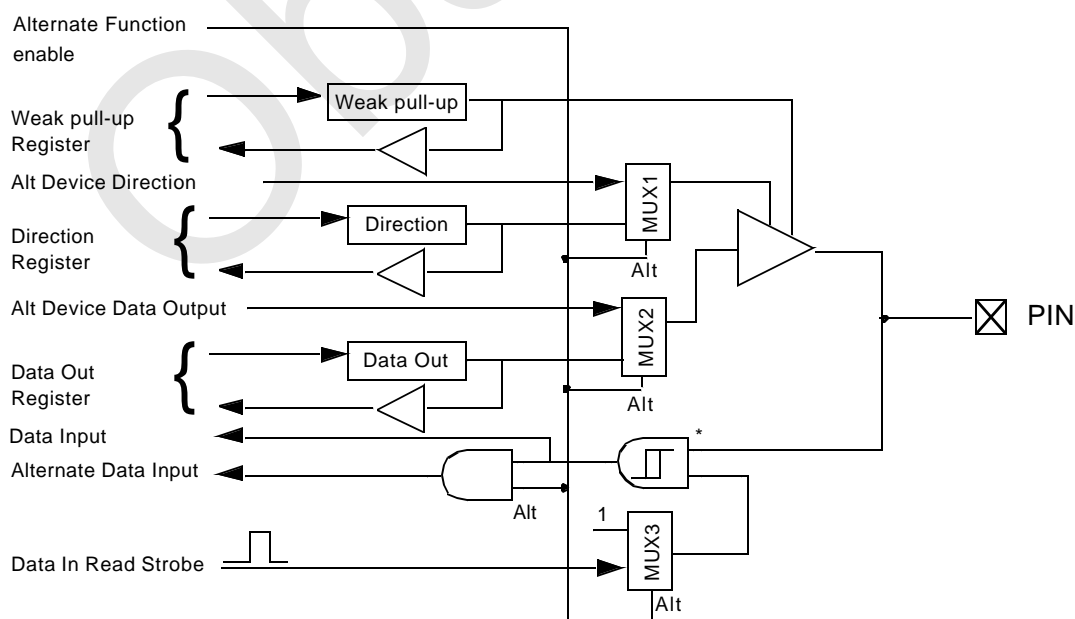 Alternate Function
enable
Weak pull-up
Weak pull-up
Register
Alt Device Direction
MUX1
Direction
Direction
Register
Alt
Alt Device Data Output
MUX2
PIN
Data Out
Data Out
Register
Alt
Data Input
*
Alternate Data Input
Alt
1
MUX3
Data In Read Strobe
Alt